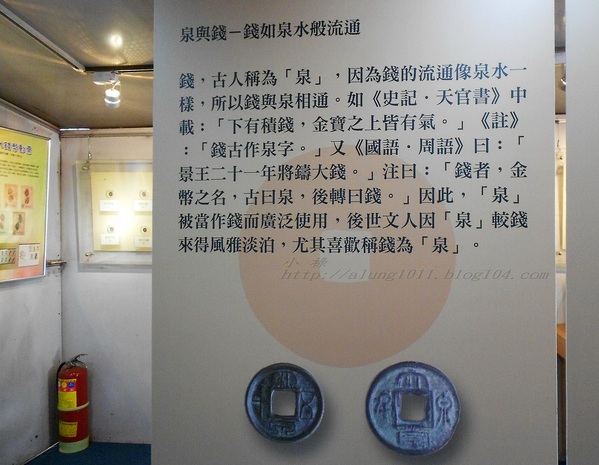 泉與錢－錢如泉水般流通
錢，古人稱為「泉」，因為錢的流通像泉水一
樣，所以錢與泉相通。如《史記．天官書》中
載：「下有積錢，金寶之上皆有氣。」《註》
：「錢古作泉字。」又《國語．周語》曰：「
景王二十一年將鑄大錢。」注曰：「錢者，金
幣之名，古曰泉，後轉曰錢。」因此，「泉」
被當作錢而廣泛使用，後世文人因「泉」較錢
來得風雅淡泊，尤其喜歡稱錢為「泉」。
http://alung1011.blog104.com